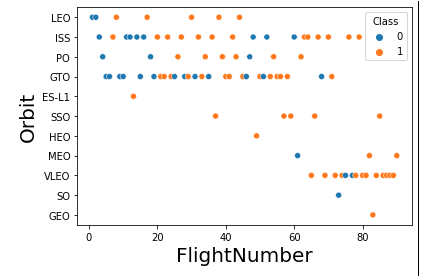 LEO
ISS
PO
GTO
ES-L1
SSO
HEO
MEO
VLEO
SO
GEO
Orbit
Class
0
1
0 20 40 60 80
FlightNumber